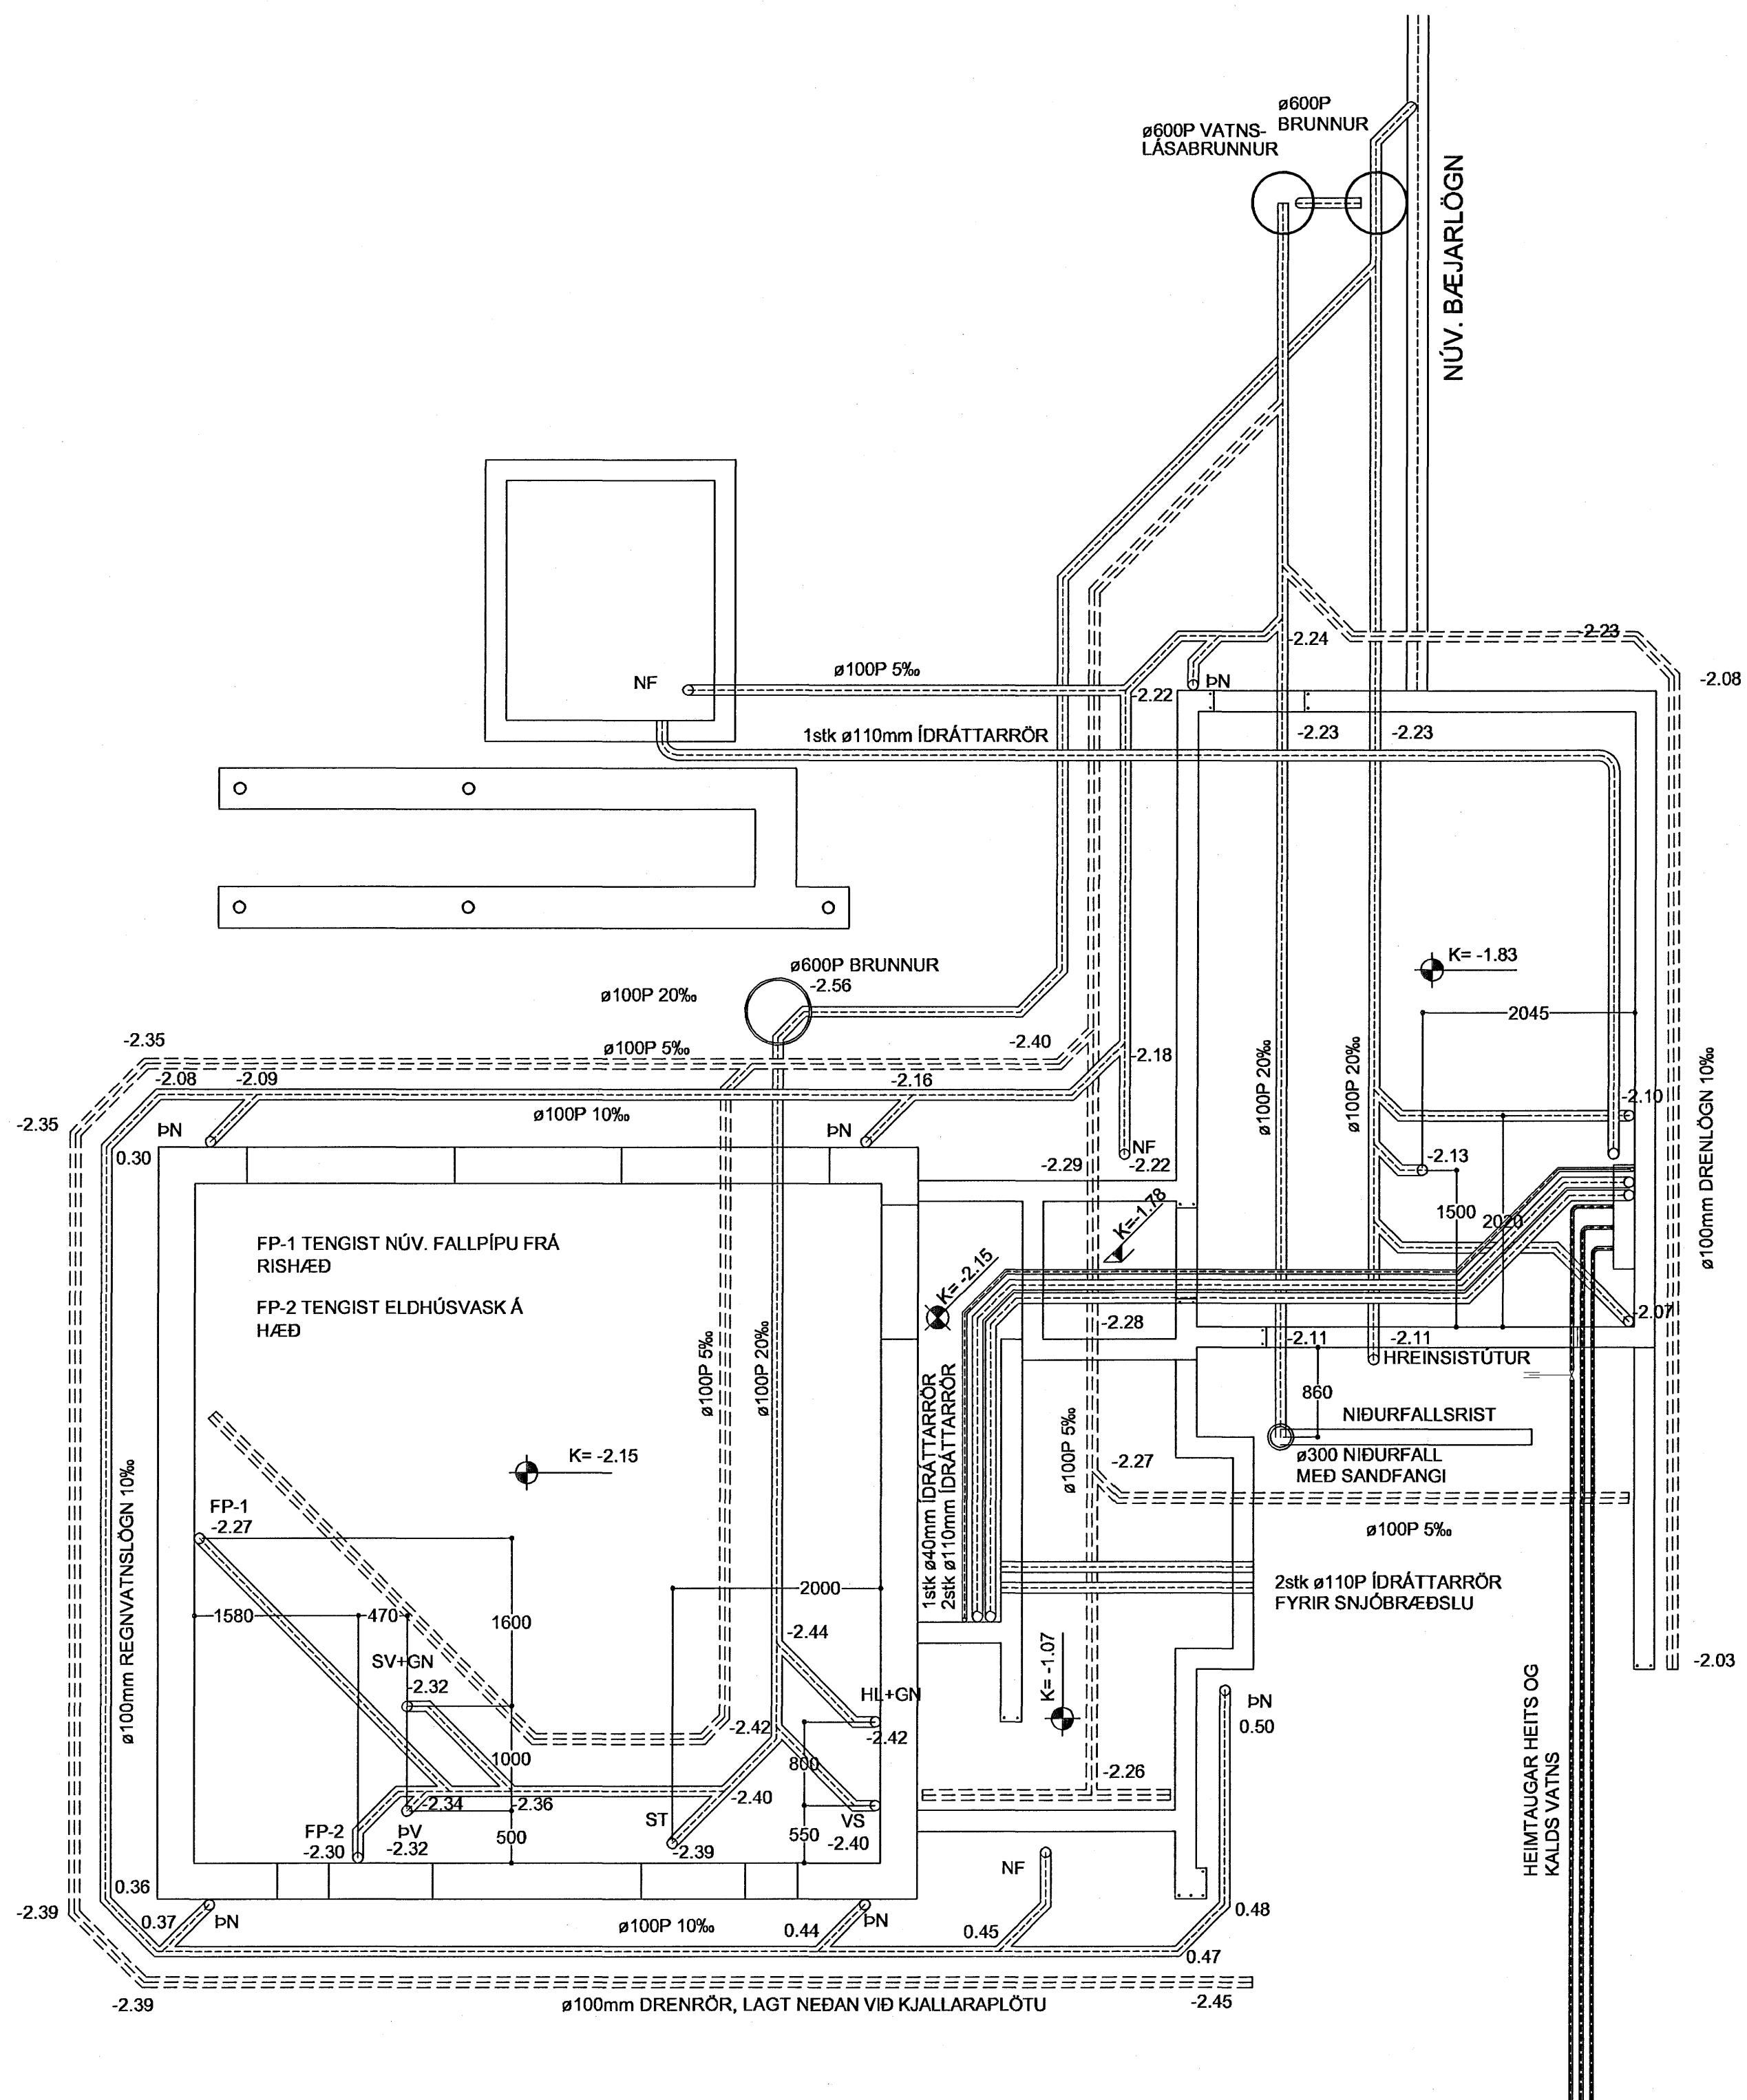 ø600P
BRUNNUR
ø600P VATNS-
LÁSABRUNNUR
NÚV. BÆJARLÖGN
-2.24
-2.23
-2.08
NF
ø100P 5‰
ÞN
-2.22
1stk ø110mm ÍDRÁTTARRÖR
-2.23
-2.23
K= -1.83
ø600P BRUNNUR
-2.56
ø100P 20‰
2045
-2.35
ø100P 5‰
-2.40
-2.18
-2.08
-2.09
-2.16
ø100P 20‰
ø100P 20‰
-2.10
ø100mm DRENLÖGN 10‰
-2.35
ÞN
ø100P 10‰
ÞN
0.30
NF
-2.29
-2.22
-2.13
1500
2020
K=-1.78
FP-1 TENGIST NÚV. FALLPÍPU FRÁ
RISHÆÐ
FP-2 TENGIST ELDHÚSVASK Á
HÆÐ
K= -2.15
-2.28
-2.07
-2.11
-2.11
HREINSISTÚTUR
860
ø100P 5‰
ø100P 20‰
1stk ø40mm ÍDRÁTTARRÖR
2stk ø110mm ÍDRÁTTARRÖR
NIÐURFALLSRIST
ø300 NIÐURFALL
MEÐ SANDFANGI
K= -2.15
ø100P 5‰
-2.27
ø100P 5‰
ø100mm REGNVATNSLÖGN 10‰
FP-1
-2.27
2000
2stk ø110P ÍDRÁTTARRÖR
FYRIR SNJÓBRÆÐSLU
1580
470
1600
-2.44
SV+GN
-2.32
K= -1.07
-2.03
HL+GN
-2.42
-2.42
ÞN
0.50
HEIMTAUGAR HEITS OG
KALDS VATNS
1000
800
-2.26
-2.34
-2.36
-2.40
ST
VS
FP-2
ÞV
500
550
-2.30
-2.32
-2.39
-2.40
NF
0.36
-2.39
0.37
ÞN
ø100P 10‰
0.44
ÞN
0.45
0.48
0.47
-2.39
ø100mm DRENRÖR, LAGT NEÐAN VIÐ KJALLARAPLÖTU
-2.45